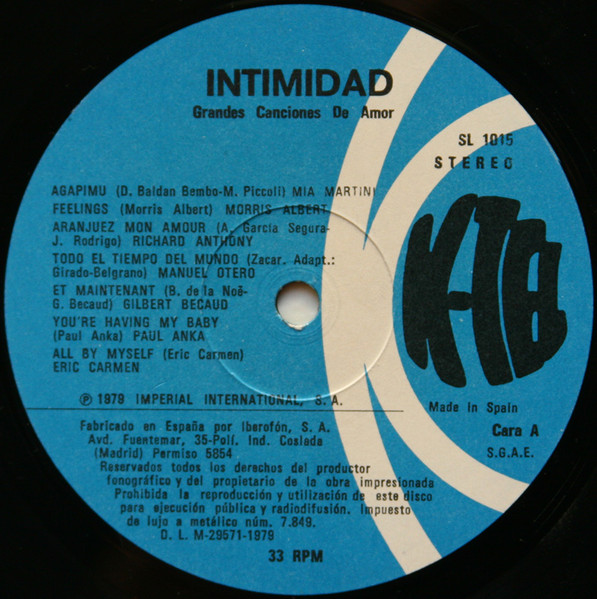 INTIMIDAD
Grandes Canciones De Amor
SL 1015
STEREO
AGAPIMU (D. Baldan Bembo-M. Piccoli) MIA MARTINI
FEELINGS (Morris Albert) MORRIS ALBERT
ARANJUEZ MON AMOUR (A. García Segura-
J. Rodrigo) RICHARD ANTHONY
TODO EL TIEMPO DEL MUNDO (Zacar. Adapt.:
Girado-Belgrano) MANUEL OTERO
ET MAINTENANT (B. de la Noë-
G. Becaud) GILBERT BECAUD
YOU'RE HAVING MY BABY
(Paul Anka) PAUL ANKA
ALL BY MYSELF (Eric Carmen)
ERIC CARMEN
K-TEL
Ⓟ 1979 IMPERIAL INTERNATIONAL, S. A.
Made In Spain
Cara A
S.G.A.E.
Fabricado en España por Iberofón, S. A.
Avd. Fuentemar, 35-Polí. Ind. Coslada
(Madrid) Permiso 5854
Reservados todos los derechos del productor
fonográfico y del propietario de la obra impresionada
Prohibida la reproducción y utilización de este disco
para ejecución pública y radiodifusión. Impuesto
de lujo a metálico núm. 7.849.
D. L. M-29571-1979
33 RPM